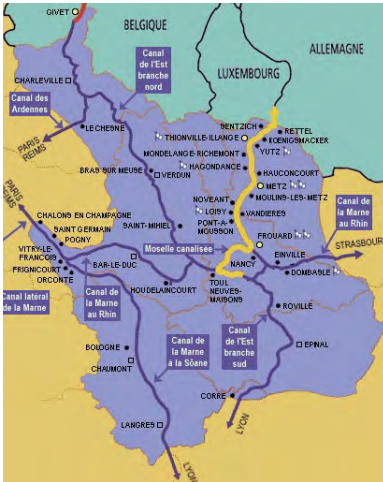 GIVET
BELGIQUE
ALLEMAGNE
LUXEMBOURG
CHARLEVILLE
Canal
de l'Est
branche
nord
Canal des
Ardennes
LE CHESNE
PARIS
REIMS
SENTZICH
RETTEL
THIONVILLE-ILLANGE
KŒNIGSMACKER
YUTZ
MONDELANGE-RICHEMONT
HAGONDANCE
BRAS SUR MEUSE
VERDUN
HAUCONCOURT
METZ
MOULINS-LES-METZ
Canal de
la Marne
au Rhin
NOVEANT
LOISY
VANDIERES
PONT-A-
MOUSSON
PARIS
REIMS
CHALONS EN CHAMPAGNE
SAINT GERMAIN
POGNY
SAINT-MIHIEL
Moselle canalisée
FROUARD
STRASBOURG
VITRY-LE-
FRANCOIS
FRIGNICOURT
ORCONTE
BAR-LE-DUC
NANCY
EINVILLE
DOMBASLE
Canal latéral
de la Marne
Canal de
la Marne
au Rhin
HOUDELAINCOURT
TOUL
NEUVES-
MAISONS
ROVILLE
BOLOGNE
CHAUMONT
Canal de
la Marne
a la Sôane
Canal
de l'Est
branche
sud
EPINAL
CORRE
LANGRES
LYON
LYON